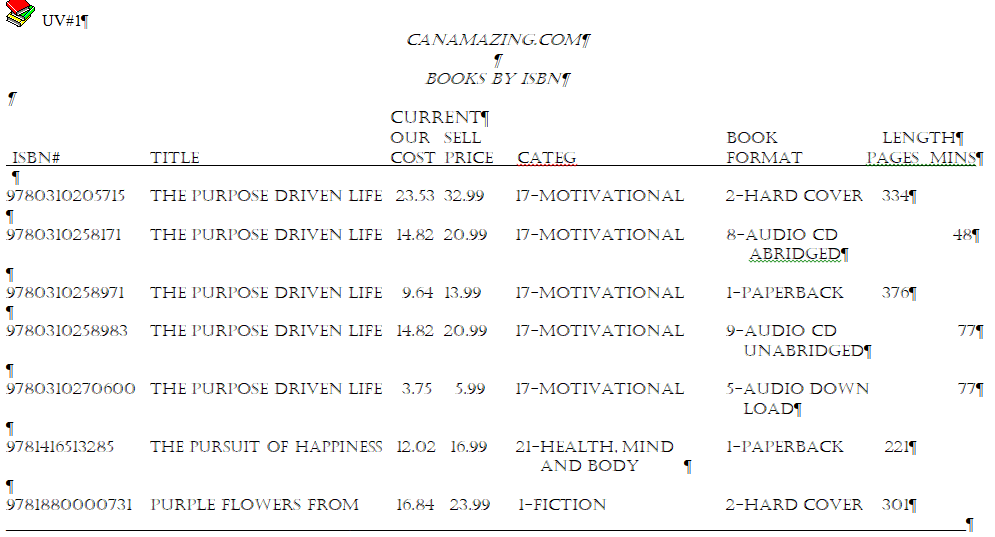 UV#1¶
CANAMAZING.COM¶
¶
BOOKS BY ISBN¶
¶
CURRENT¶
OUR SELL BOOK LENGTH¶
ISBN# TITLE COST PRICE CATEG FORMAT PAGES MINS¶
¶
9780310205715 THE PURPOSE DRIVEN LIFE 23.53 32.99 17-MOTIVATIONAL 2-HARD COVER 334¶
¶
9780310258171 THE PURPOSE DRIVEN LIFE 14.82 20.99 17-MOTIVATIONAL 8-AUDIO CD 48¶
ABRIDGED¶
¶
9780310258971 THE PURPOSE DRIVEN LIFE 9.64 13.99 17-MOTIVATIONAL 1-PAPERBACK 376¶
¶
9780310258983 THE PURPOSE DRIVEN LIFE 14.82 20.99 17-MOTIVATIONAL 9-AUDIO CD 77¶
UNABRIDGED¶
¶
9780310270600 THE PURPOSE DRIVEN LIFE 3.75 5.99 17-MOTIVATIONAL 5-AUDIO DOWN 77¶
LOAD¶
¶
9781416513285 THE PURSUIT OF HAPPINESS 12.02 16.99 21-HEALTH, MIND 1-PAPERBACK 221¶
AND BODY ¶
¶
9781880000731 PURPLE FLOWERS FROM 16.84 23.99 1-FICTION 2-HARD COVER 301¶
¶